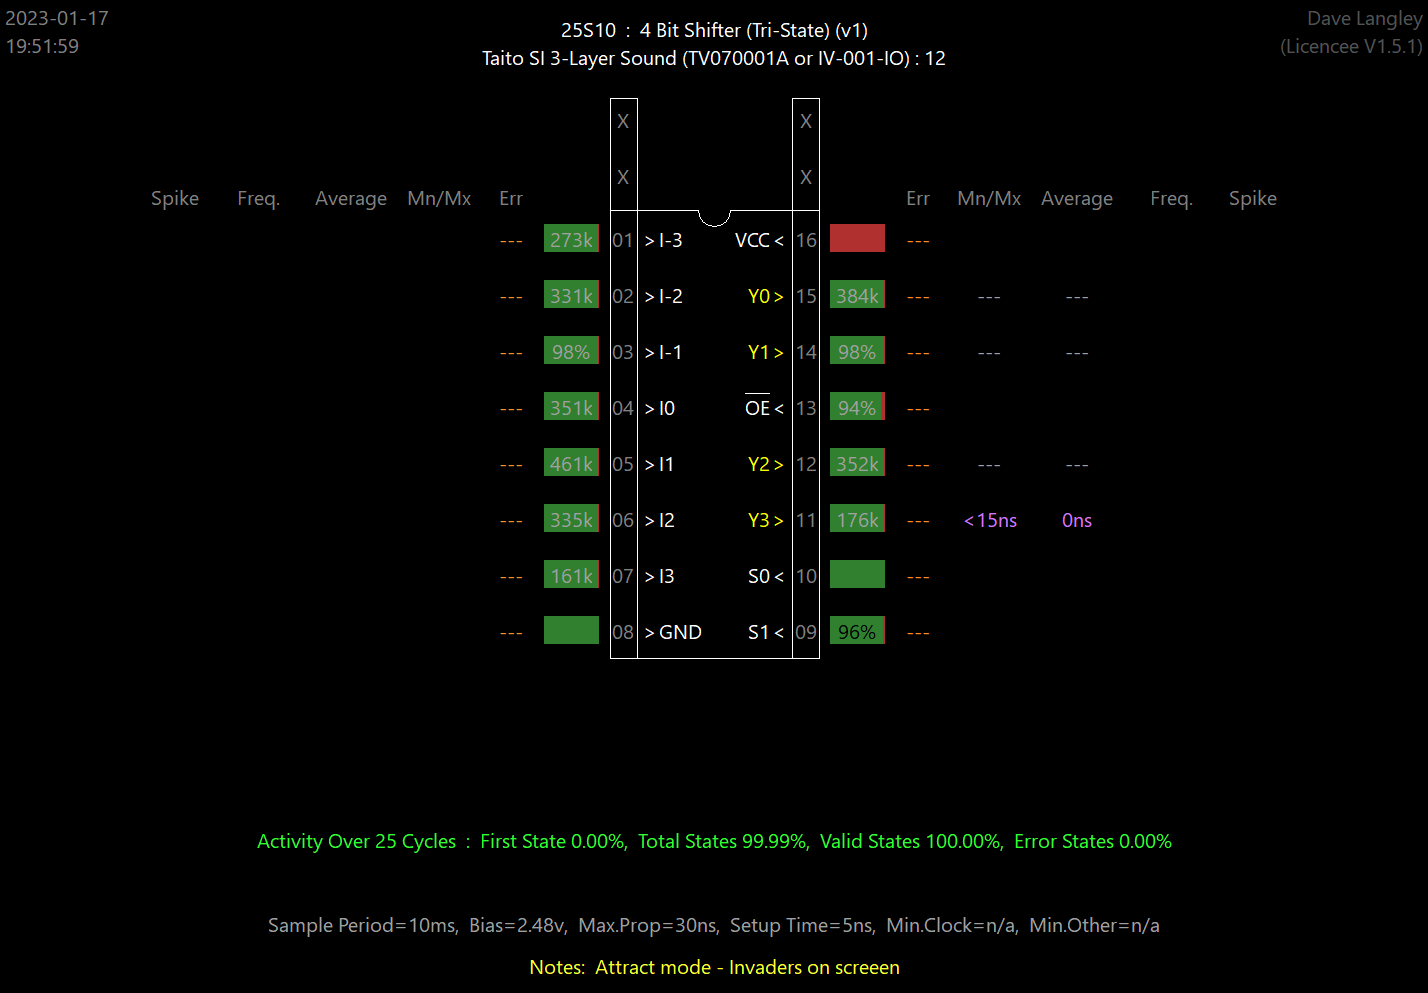 2023-01-17
19:51:59
25S10 : 4 Bit Shifter (Tri-State) (v1)
Taito SI 3-Layer Sound (TV070001A or IV-001-IO) : 12
Dave Langley
(Licencee V1.5.1)
X X
X X
Spike Freq. Average Mn/Mx Err Err Mn/Mx Average Freq. Spike
--- 273k 01 >I-3 VCC< 16 ---
--- 331k 02 >I-2 Y0> 15 384k --- --- ---
--- 98% 03 >I-1 Y1> 14 98% --- --- ---
--- 351k 04 >I0 OE< 13 94% ---
--- 461k 05 >I1 Y2> 12 352k --- --- ---
--- 335k 06 >I2 Y3> 11 176k --- <15ns 0ns
--- 161k 07 >I3 S0< 10 ---
--- 08 >GND S1< 09 96% ---
Activity Over 25 Cycles : First State 0.00%, Total States 99.99%, Valid States 100.00%, Error States 0.00%
Sample Period=10ms, Bias=2.48v, Max.Prop=30ns, Setup Time=5ns, Min.Clock=n/a, Min.Other=n/a
Notes: Attract mode - Invaders on screeen